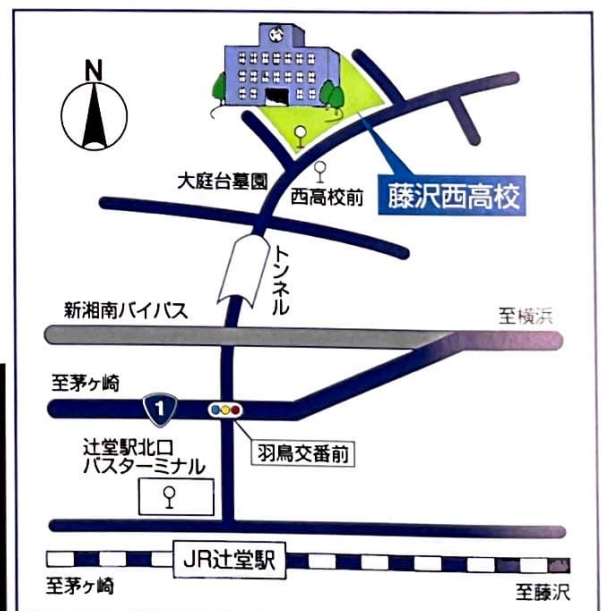 N
大庭台墓園
西高校前
藤沢西高校
トンネル
新湘南バイパス
至横浜
至茅ヶ崎
1
辻堂駅北口
バスターミナル
羽鳥交番前
JR辻堂駅
至茅ヶ崎
至藤沢